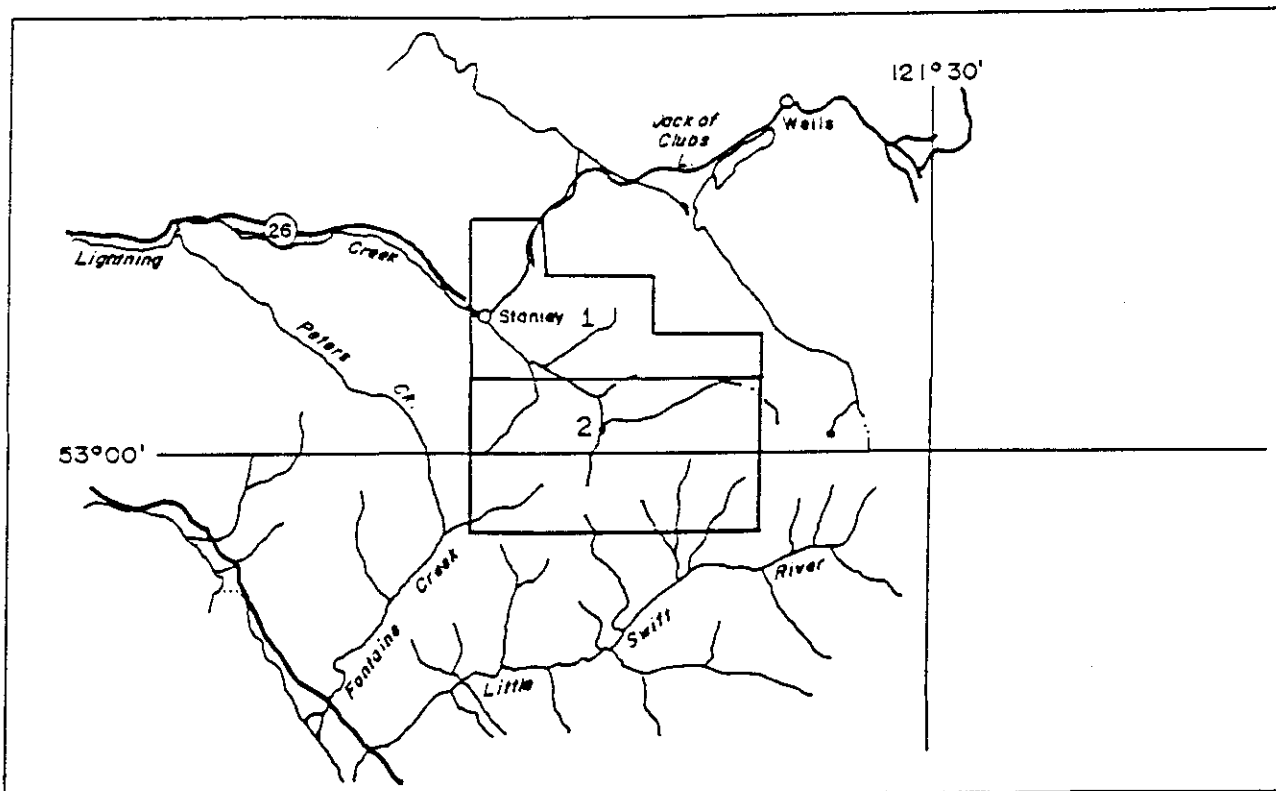 121° 30'
Jack of
Clubs
L.
Wells
26
Lightning
Creek
Stanley
1
Peters
Ck.
2
53°00'
Fontaine
Creek
Little
Swift
River